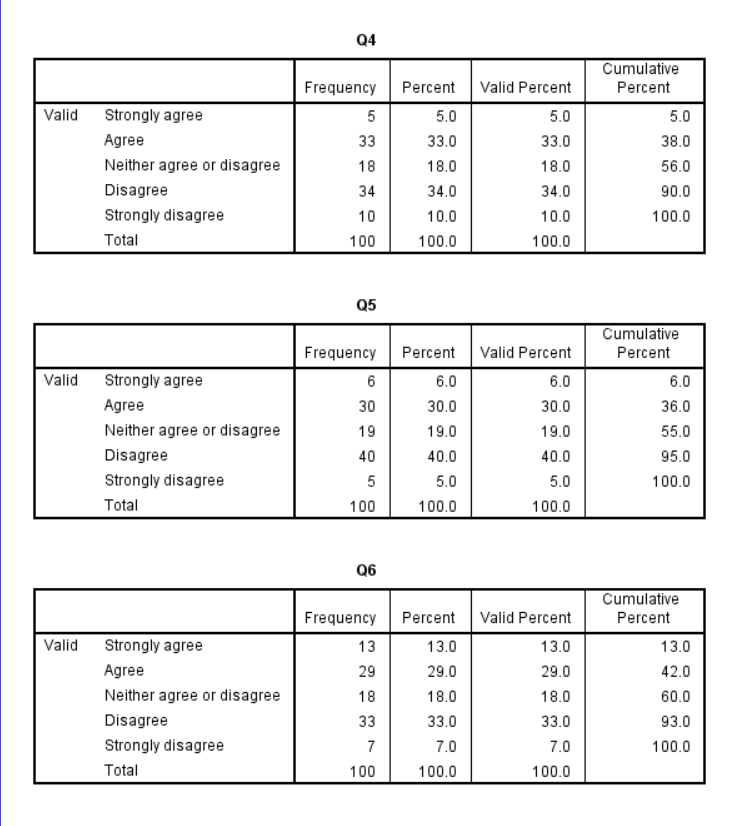 Q4
Frequency Percent Valid Percent Cumulative Percent
Valid Strongly agree 5 5.0 5.0 5.0
Agree 33 33.0 33.0 38.0
Neither agree or disagree 18 18.0 18.0 56.0
Disagree 34 34.0 34.0 90.0
Strongly disagree 10 10.0 10.0 100.0
Total 100 100.0 100.0
Q5
Frequency Percent Valid Percent Cumulative Percent
Valid Strongly agree 6 6.0 6.0 6.0
Agree 30 30.0 30.0 36.0
Neither agree or disagree 19 19.0 19.0 55.0
Disagree 40 40.0 40.0 95.0
Strongly disagree 5 5.0 5.0 100.0
Total 100 100.0 100.0
Q6
Frequency Percent Valid Percent Cumulative Percent
Valid Strongly agree 13 13.0 13.0 13.0
Agree 29 29.0 29.0 42.0
Neither agree or disagree 18 18.0 18.0 60.0
Disagree 33 33.0 33.0 93.0
Strongly disagree 7 7.0 7.0 100.0
Total 100 100.0 100.0